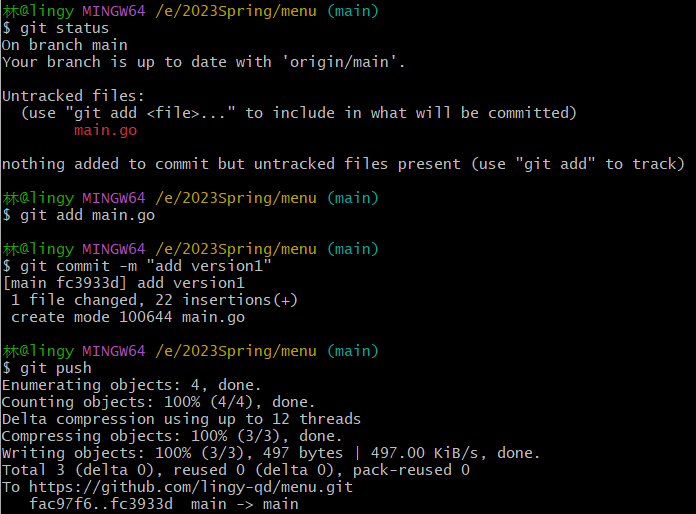 林@lingy MINGW64 /e/2023Spring/menu (main)
$ git status
On branch main
Your branch is up to date with 'origin/main'.
Untracked files:
(use "git add <file>..." to include in what will be committed)
main.go
nothing added to commit but untracked files present (use "git add" to track)
林@lingy MINGW64 /e/2023Spring/menu (main)
$ git add main.go
林@lingy MINGW64 /e/2023Spring/menu (main)
$ git commit -m "add version1"
[main fc3933d] add version1
1 file changed, 22 insertions(+)
create mode 100644 main.go
林@lingy MINGW64 /e/2023Spring/menu (main)
$ git push
Enumerating objects: 4, done.
Counting objects: 100% (4/4), done.
Delta compression using up to 12 threads
Compressing objects: 100% (3/3), done.
Writing objects: 100% (3/3), 497 bytes | 497.00 KiB/s, done.
Total 3 (delta 0), reused 0 (delta 0), pack-reused 0
To https://github.com/lingy-qd/menu.git
fac97f6..fc3933d  main -> main